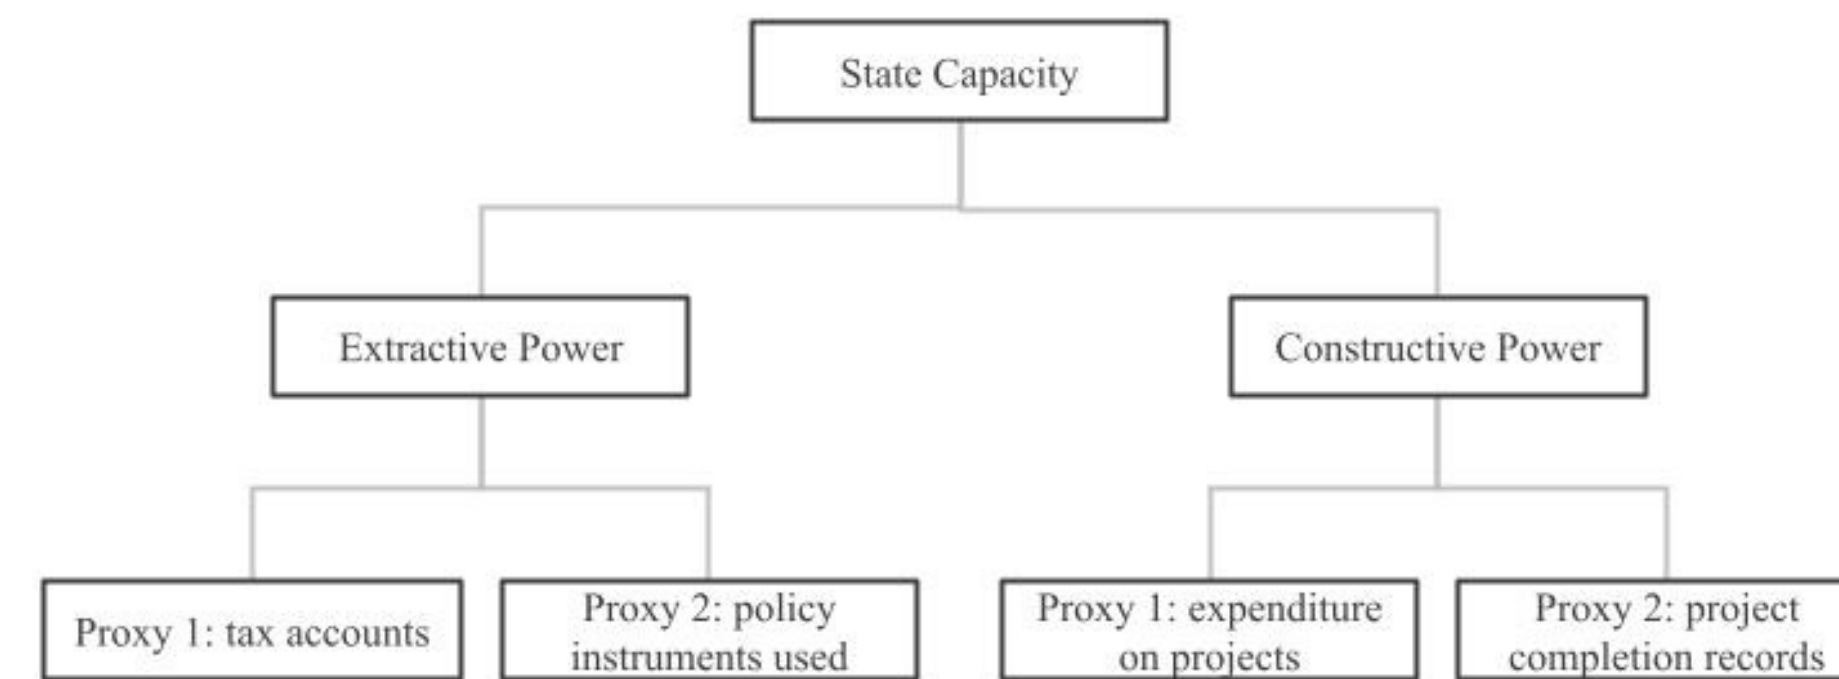 State Capacity
Extractive Power
Constructive Power
Proxy 1: tax accounts
Proxy 2: policy
instruments used
Proxy 1: expenditure
on projects
Proxy 2: project
completion records